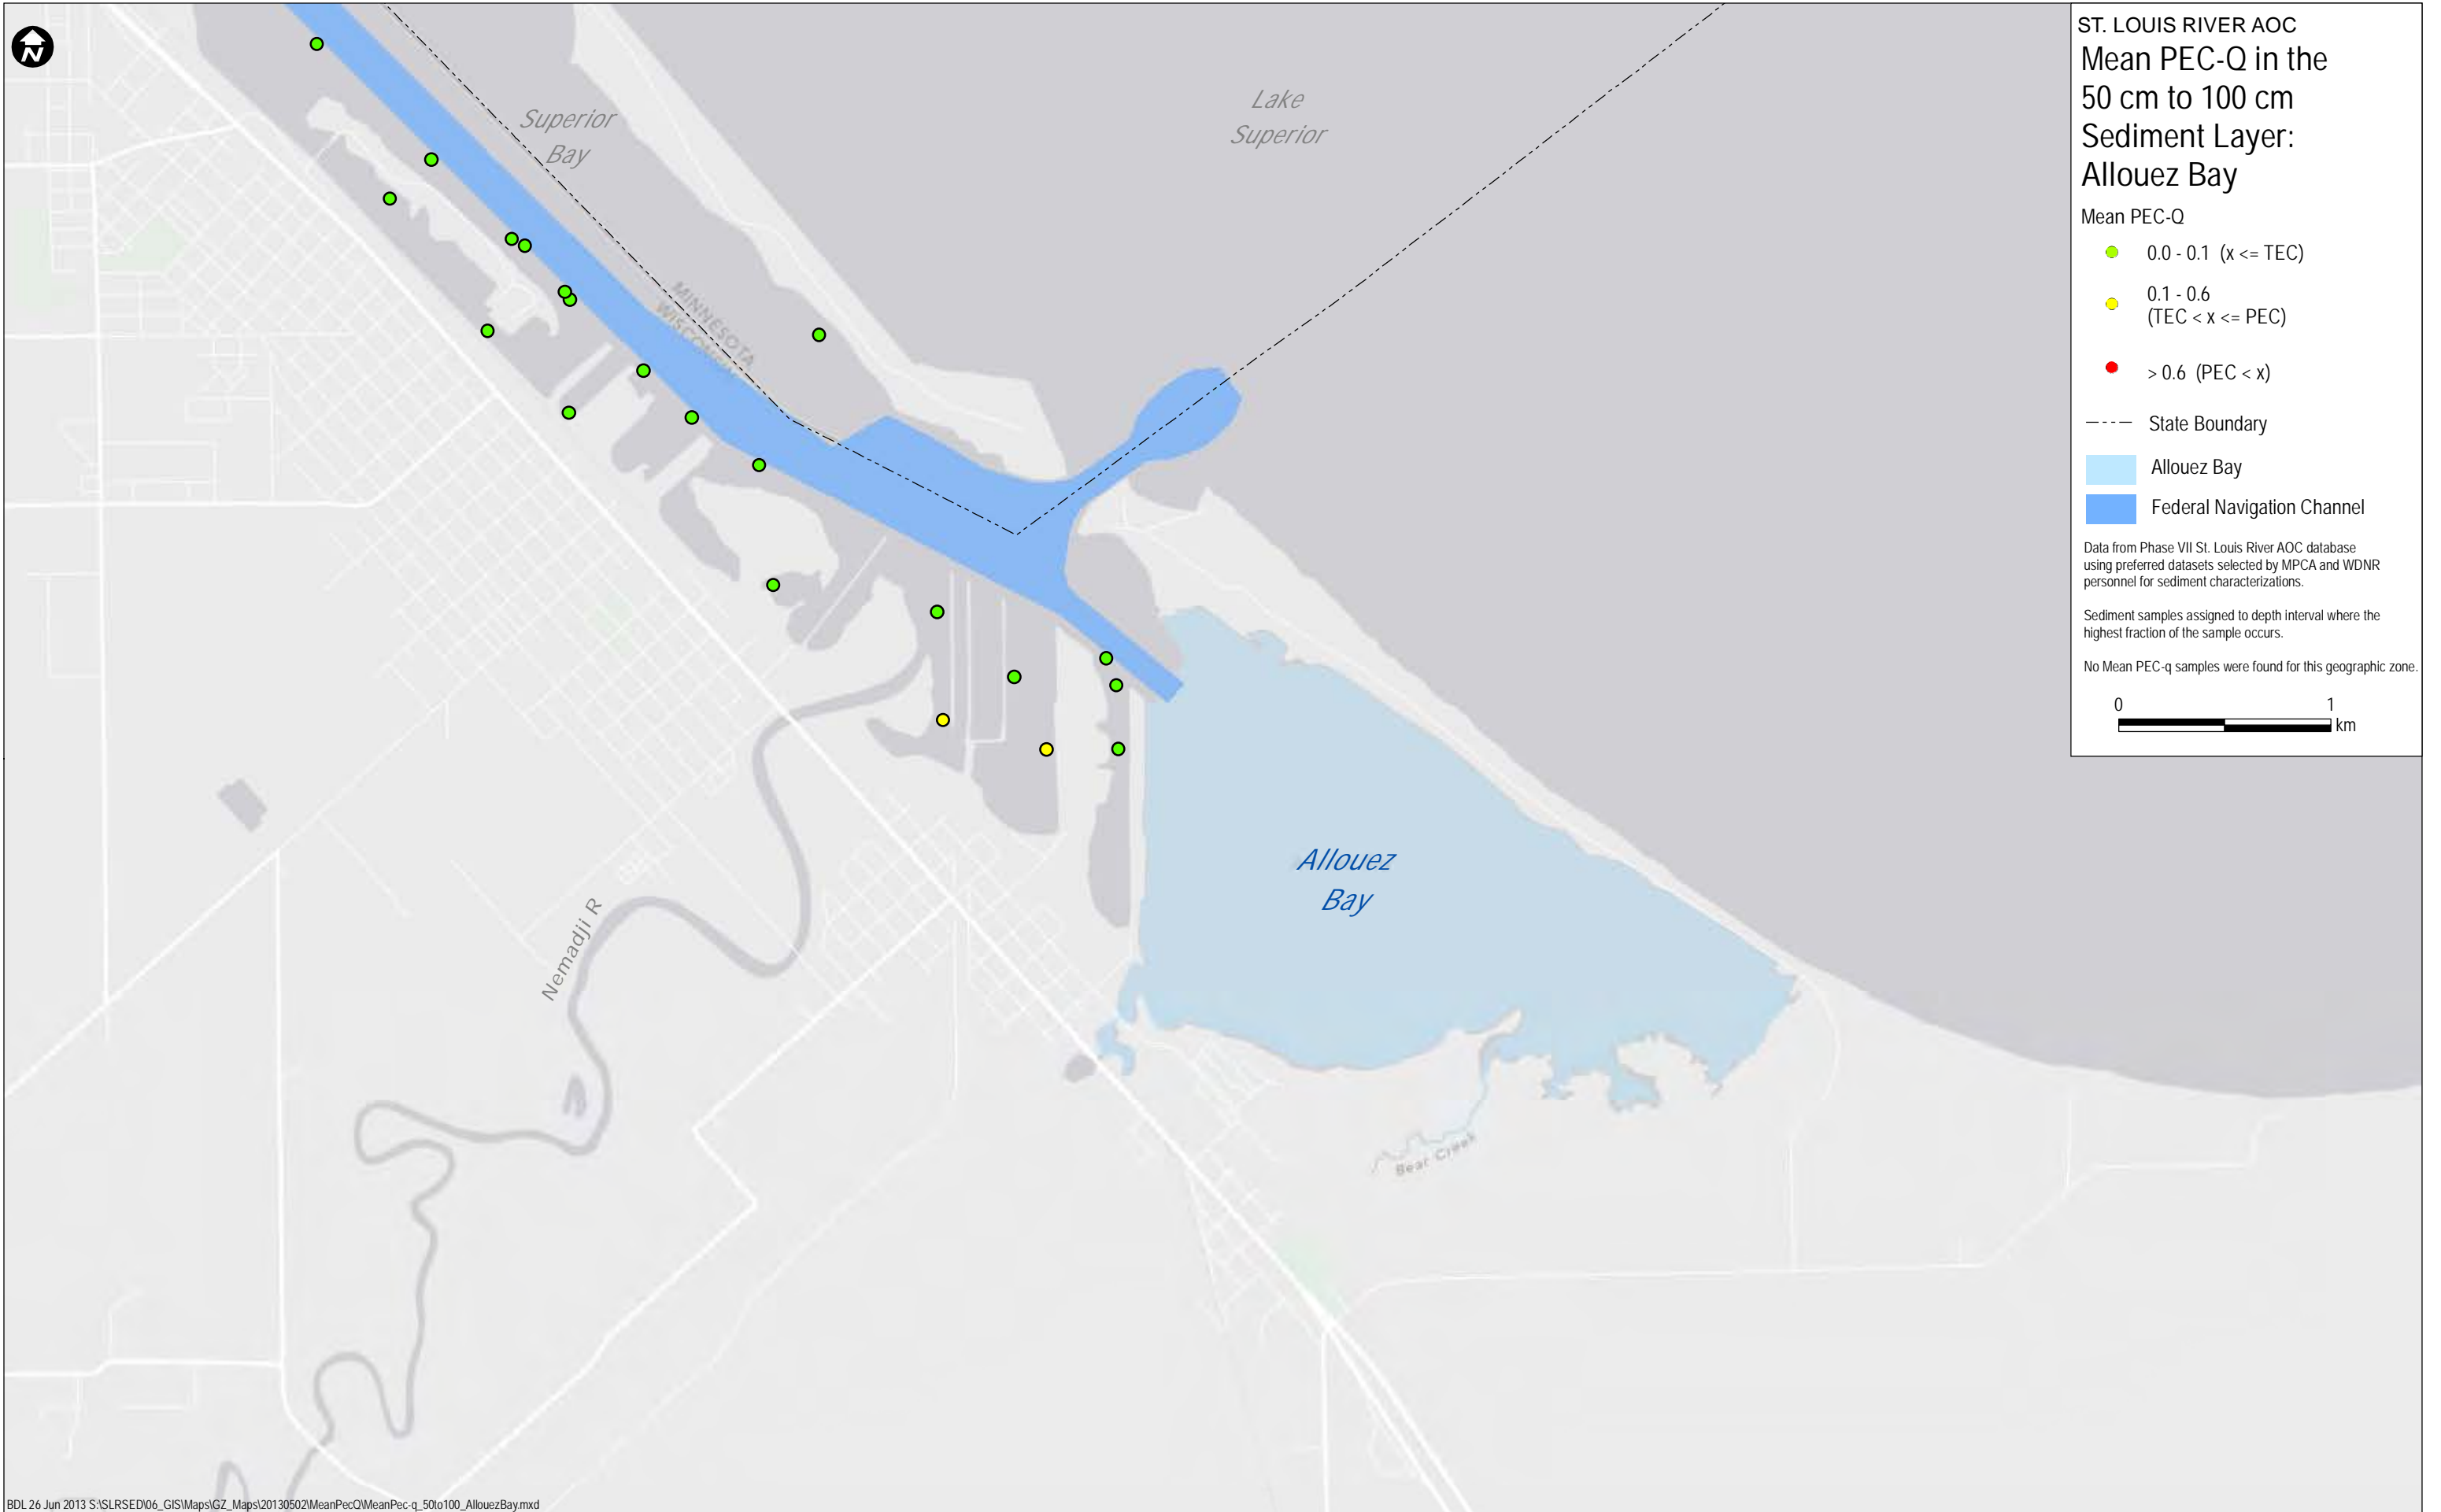 N
Superior
Bay
Lake
Superior
MINNESOTA
WISCONSIN
Allouez
Bay
Nemadji R
Bear Creek
ST. LOUIS RIVER AOC
Mean PEC-Q in the
50 cm to 100 cm
Sediment Layer:
Allouez Bay
Mean PEC-Q
0.0 - 0.1 (x <= TEC)
0.1 - 0.6
(TEC < x <= PEC)
> 0.6 (PEC < x)
State Boundary
Allouez Bay
Federal Navigation Channel
Data from Phase VII St. Louis River AOC database
using preferred datasets selected by MPCA and WDNR
personnel for sediment characterizations.
Sediment samples assigned to depth interval where the
highest fraction of the sample occurs.
No Mean PEC-q samples were found for this geographic zone.
0 1
km
BDL 26 Jun 2013 S:\SLRSED\06_GIS\Maps\GZ_Maps\20130502\MeanPecQ\MeanPec-q_50to100_AllouezBay.mxd